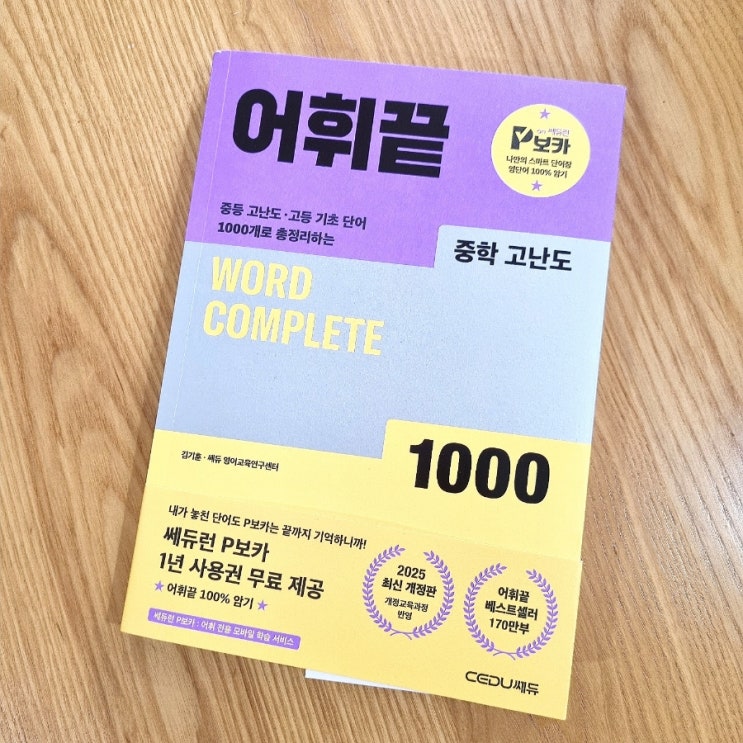 어휘끝
on 쎄듀런
P보카
나만의 스마트 단어장
영단어 100% 암기
중등 고난도·고등 기초 단어
1000개로 총정리하는
중학 고난도
WORD
COMPLETE
1000
김기훈·쎄듀 영어교육연구센터
내가 놓친 단어도 P보카는 끝까지 기억하니까!
쎄듀런 P보카
1년 사용권 무료 제공
어휘끝 100% 암기
쎄듀런 P보카 : 어휘 전용 모바일 학습 서비스
2025
최신 개정판
개정교육과정
반영
어휘끝
베스트셀러
170만부
CEDU쎄듀